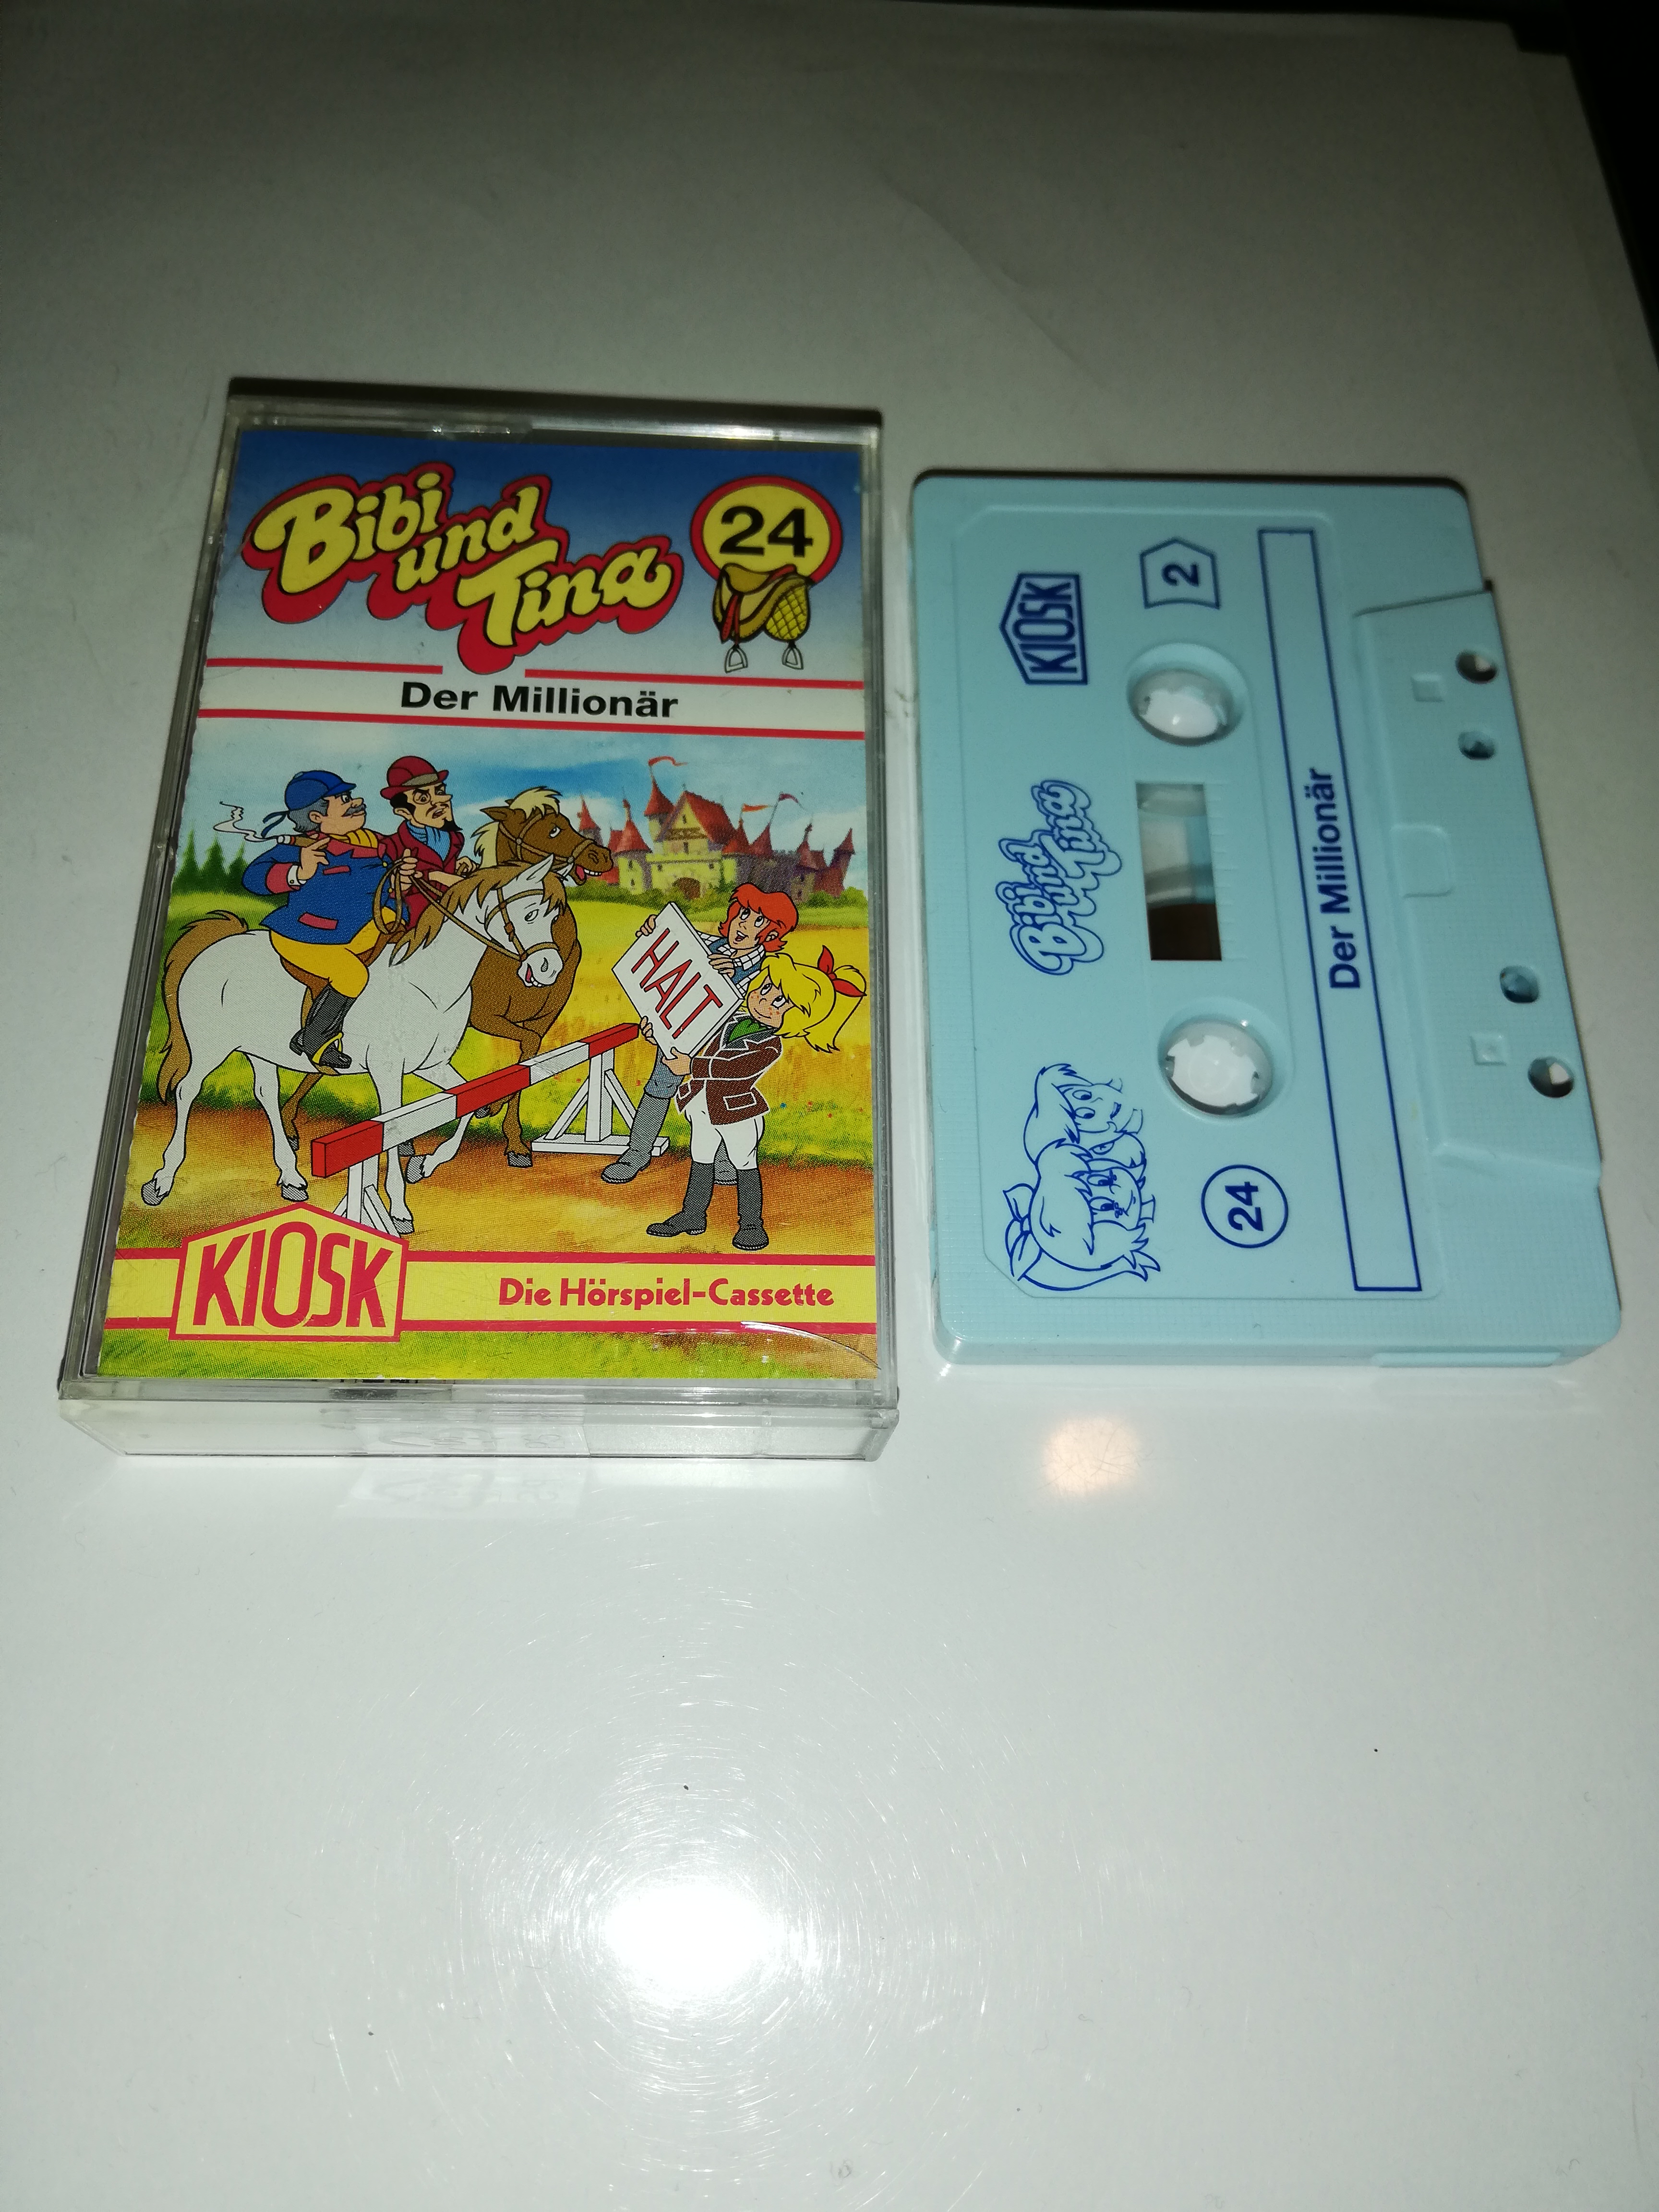 Bibi
und
Tina
24
Der Millionär
HALT
KIOSK
Die Hörspiel-Cassette
KIOSK
2
Bibi und
Tina
24
Der Millionär